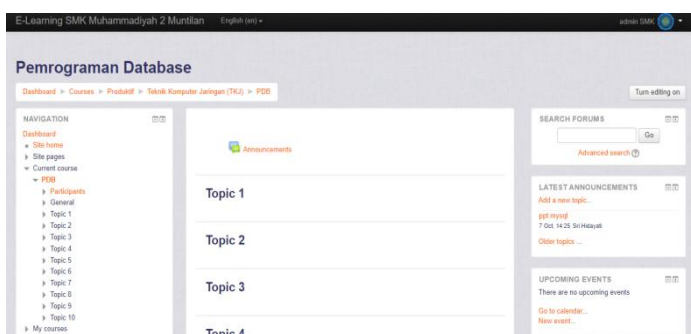 E-Learning SMK Muhammadiyah 2 Muntilan English (en)
admin SMK
Pemrograman Database
Dashboard Courses Produktif Teknik Komputer Jaringan (TKJ) PDB
Turn editing on
NAVIGATION
Dashboard
Site home
Site pages
Current course
PDB
Participants
General
Topic 1
Topic 2
Topic 3
Topic 4
Topic 5
Topic 6
Topic 7
Topic 8
Topic 9
Topic 10
My courses
Announcements
Topic 1
Topic 2
Topic 3
Topic 4
SEARCH FORUMS
Go
Advanced search
LATEST ANNOUNCEMENTS
Add a new topic...
ppt mysql
7 Oct, 14:25 Sri Hidayati
Older topics ...
UPCOMING EVENTS
There are no upcoming events
Go to calendar...
New event...